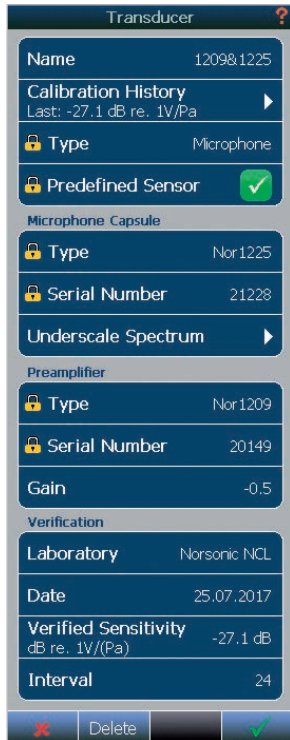 Transducer ?
Name 1209&1225
Calibration History
Last: -27.1 dB re. 1V/Pa
Type Microphone
Predefined Sensor
Microphone Capsule
Type Nor1225
Serial Number 21228
Underscale Spectrum
Preamplifier
Type Nor1209
Serial Number 20149
Gain -0.5
Verification
Laboratory Norsonic NCL
Date 25.07.2017
Verified Sensitivity -27.1 dB
dB re. 1V/(Pa)
Interval 24
Delete